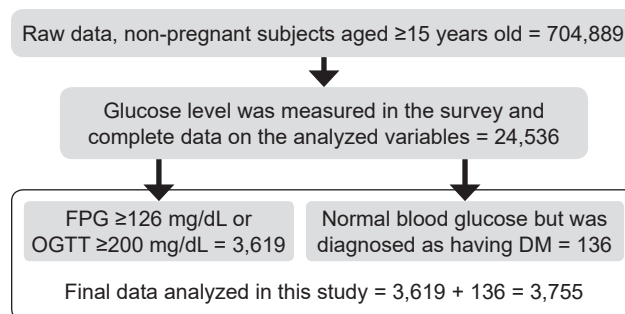 Raw data, non-pregnant subjects aged ≥15 years old = 704,889
Glucose level was measured in the survey and
complete data on the analyzed variables = 24,536
FPG ≥126 mg/dL or
OGTT ≥200 mg/dL = 3,619
Normal blood glucose but was
diagnosed as having DM = 136
Final data analyzed in this study = 3,619 + 136 = 3,755